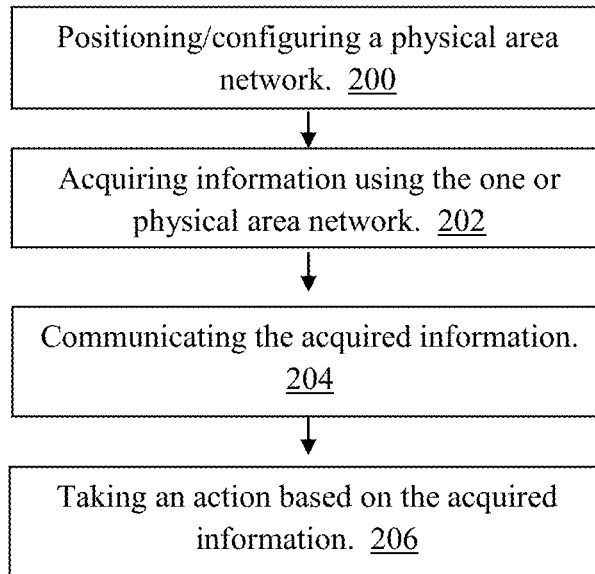 Positioning/configuring a physical area
network. 200
Acquiring information using the one or
physical area network. 202
Communicating the acquired information.
204
Taking an action based on the acquired
information. 206